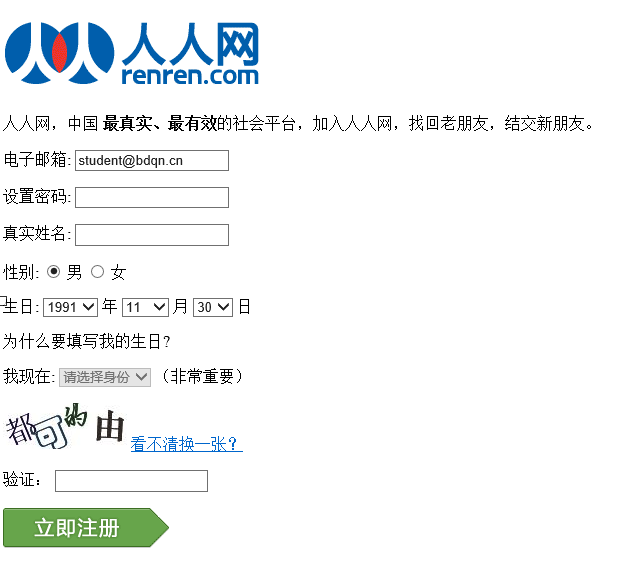 人人网
renren.com
人人网，中国 最真实、最有效的社会平台，加入人人网，找回老朋友，结交新朋友。
电子邮箱: student@bdqn.cn
设置密码:
真实姓名:
性别: 男 女
生日: 1991 年 11 月 30 日
为什么要填写我的生日?
我现在: 请选择身份 （非常重要）
都可的由 看不清换一张？
验证：
立即注册